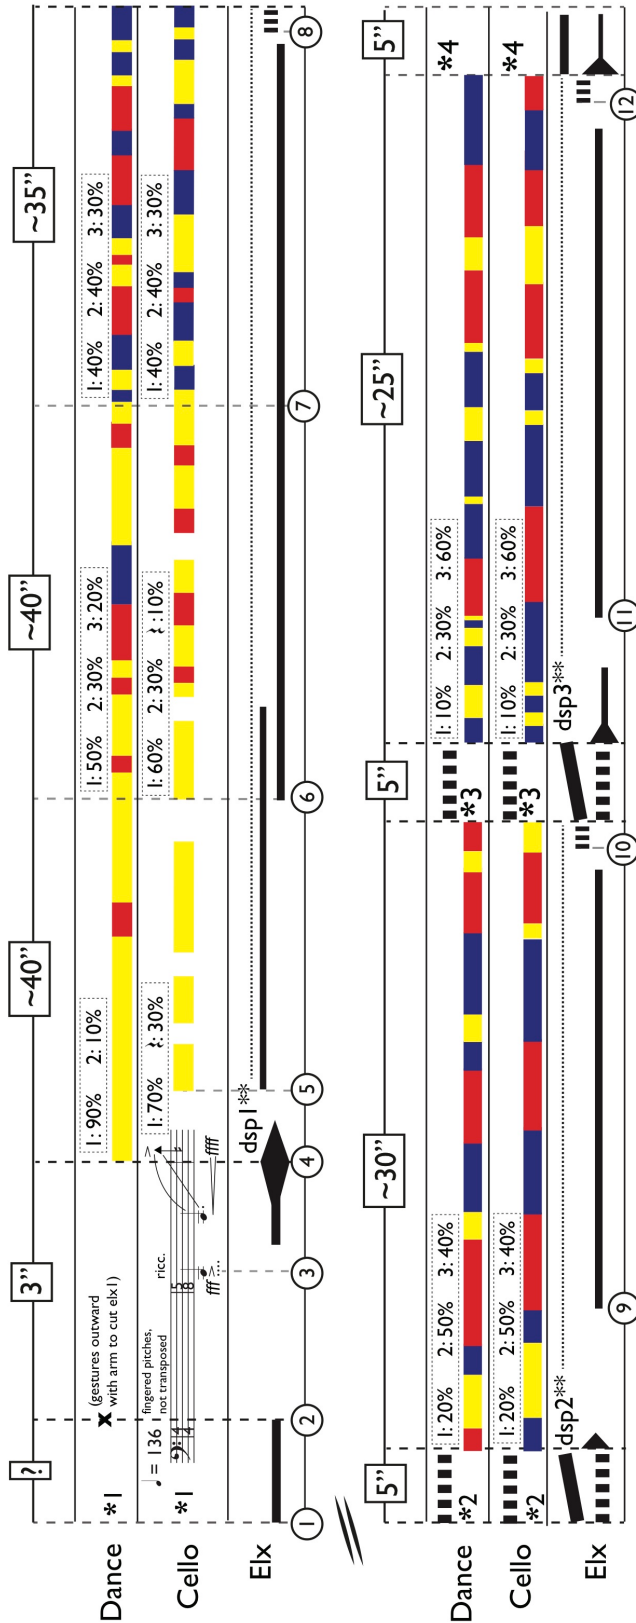 ? 3” ~40” ~40” ~35”
Dance *1 X (gestures outward
with arm to cut elx1) 1: 90% 2: 10% 1: 50% 2: 30% 3: 20% 1: 40% 2: 40% 3: 30%
♩ = 136 fingered pitches,
not transposed ricc.
Cello *1 4 4 5 8 fff > .... > ffff 1: 70% 𝄽: 30% 1: 60% 2: 30% 𝄽: 10% 1: 40% 2: 40% 3: 30%
Elx dsp1**
1 2 3 4 5 6 7 8
5” ~30” 5” ~25” 5”
Dance *2 1: 20% 2: 50% 3: 40% *3 1: 10% 2: 30% 3: 60% *4
Cello *2 1: 20% 2: 50% 3: 40% *3 1: 10% 2: 30% 3: 60% *4
Elx dsp2** dsp3**
9 10 11 12